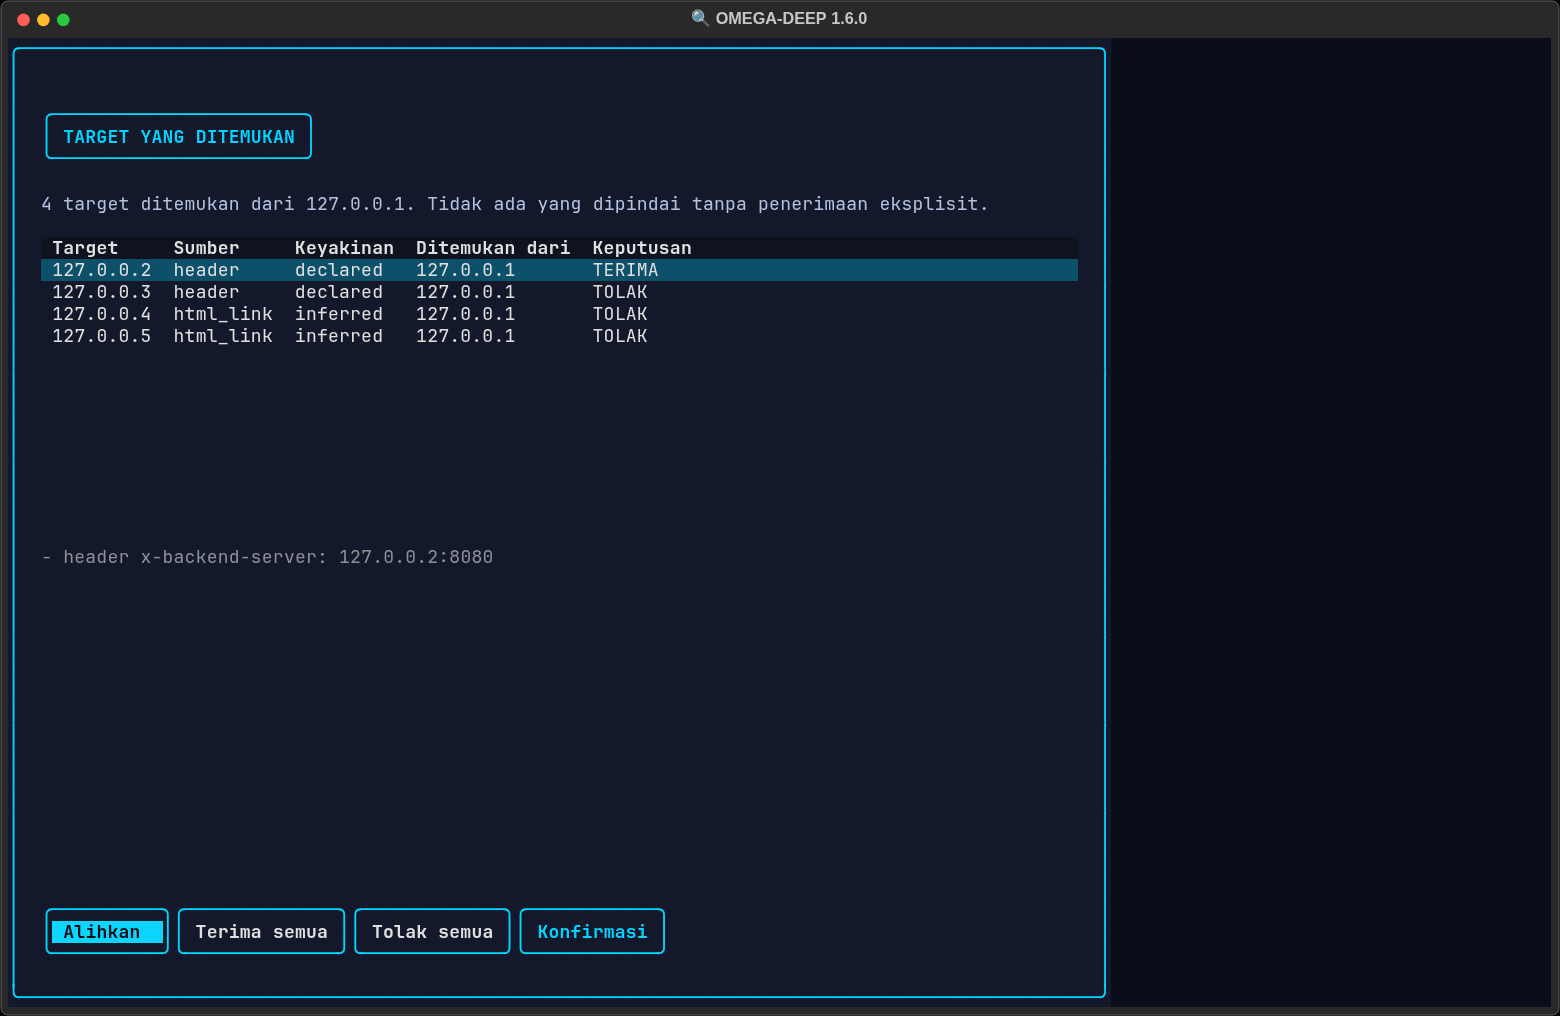 🔍 OMEGA-DEEP 1.6.0
TARGET YANG DITEMUKAN
4 target ditemukan dari 127.0.0.1. Tidak ada yang dipindai tanpa penerimaan eksplisit.
Target Sumber Keyakinan Ditemukan dari Keputusan
127.0.0.2 header declared 127.0.0.1 TERIMA
127.0.0.3 header declared 127.0.0.1 TOLAK
127.0.0.4 html_link inferred 127.0.0.1 TOLAK
127.0.0.5 html_link inferred 127.0.0.1 TOLAK
- header x-backend-server: 127.0.0.2:8080
Alihkan Terima semua Tolak semua Konfirmasi